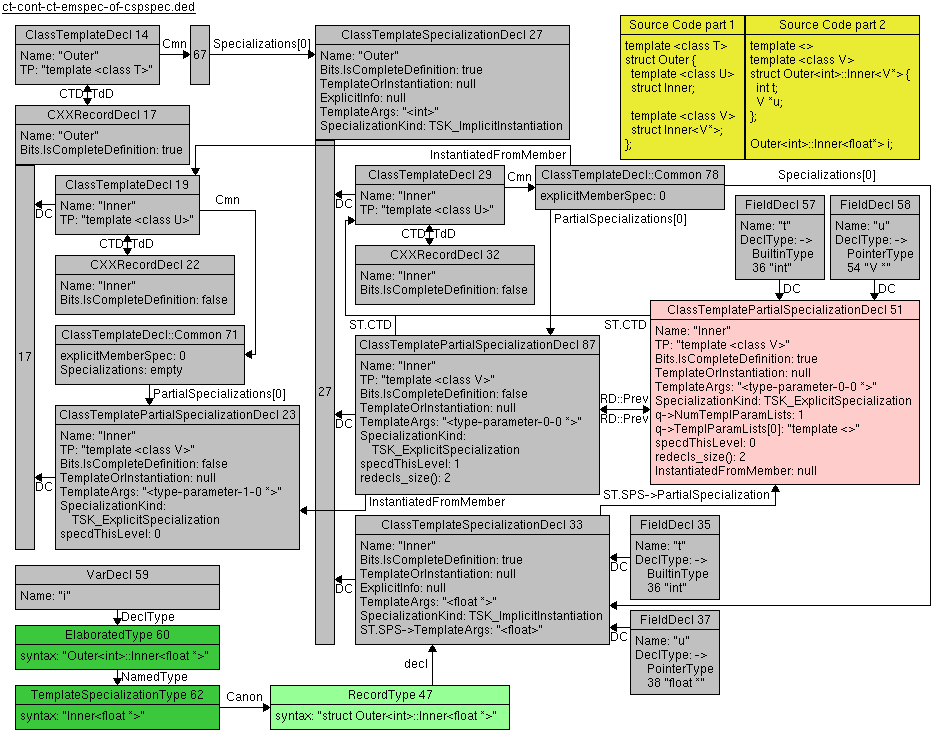 ct-cont-ct-emspec-of-cspspec.ded
ClassTemplateDecl 14
Name: "Outer"
TP: "template <class T>"
Cmn
67
Specializations[0]
ClassTemplateSpecializationDecl 27
Name: "Outer"
Bits.IsCompleteDefinition: true
TemplateOrInstantiation: null
ExplicitInfo: null
TemplateArgs: "<int>"
SpecializationKind: TSK_ImplicitInstantiation
Source Code part 1
template <class T>
struct Outer {
template <class U>
struct Inner;
template <class V>
struct Inner<V*>;
};
Source Code part 2
template <>
template <class V>
struct Outer<int>::Inner<V*> {
int t;
V *u;
};
Outer<int>::Inner<float*> i;
CTD
TdD
CXXRecordDecl 17
Name: "Outer"
Bits.IsCompleteDefinition: true
17
27
InstantiatedFromMember
ClassTemplateDecl 19
Name: "Inner"
TP: "template <class U>"
DC
Cmn
CTD
TdD
CXXRecordDecl 22
Name: "Inner"
Bits.IsCompleteDefinition: false
ClassTemplateDecl::Common 71
explicitMemberSpec: 0
Specializations: empty
PartialSpecializations[0]
ClassTemplatePartialSpecializationDecl 23
Name: "Inner"
TP: "template <class V>"
Bits.IsCompleteDefinition: false
TemplateOrInstantiation: null
TemplateArgs: "<type-parameter-1-0 *>"
SpecializationKind:
TSK_ExplicitSpecialization
specdThisLevel: 0
DC
ClassTemplateDecl 29
Name: "Inner"
TP: "template <class U>"
DC
Cmn
ClassTemplateDecl::Common 78
explicitMemberSpec: 0
Specializations[0]
PartialSpecializations[0]
CTD
TdD
CXXRecordDecl 32
Name: "Inner"
Bits.IsCompleteDefinition: false
FieldDecl 57
Name: "t"
DeclType: ->
BuiltinType
36 "int"
DC
FieldDecl 58
Name: "u"
DeclType: ->
PointerType
54 "V *"
DC
ST.CTD
ST.CTD
ClassTemplatePartialSpecializationDecl 87
Name: "Inner"
TP: "template <class V>"
Bits.IsCompleteDefinition: false
TemplateOrInstantiation: null
TemplateArgs: "<type-parameter-0-0 *>"
SpecializationKind:
TSK_ExplicitSpecialization
specdThisLevel: 1
redecls_size(): 2
DC
RD::Prev
RD::Prev
ClassTemplatePartialSpecializationDecl 51
Name: "Inner"
TP: "template <class V>"
Bits.IsCompleteDefinition: true
TemplateOrInstantiation: null
TemplateArgs: "<type-parameter-0-0 *>"
SpecializationKind: TSK_ExplicitSpecialization
q->NumTemplParamLists: 1
q->TemplParamLists[0]: "template <>"
specdThisLevel: 0
redecls_size(): 2
InstantiatedFromMember: null
InstantiatedFromMember
ST.SPS->PartialSpecialization
ClassTemplateSpecializationDecl 33
Name: "Inner"
Bits.IsCompleteDefinition: true
TemplateOrInstantiation: null
ExplicitInfo: null
TemplateArgs: "<float *>"
SpecializationKind: TSK_ImplicitInstantiation
ST.SPS->TemplateArgs: "<float>"
DC
FieldDecl 35
Name: "t"
DeclType: ->
BuiltinType
36 "int"
DC
FieldDecl 37
Name: "u"
DeclType: ->
PointerType
38 "float *"
DC
VarDecl 59
Name: "i"
DeclType
ElaboratedType 60
syntax: "Outer<int>::Inner<float *>"
NamedType
TemplateSpecializationType 62
syntax: "Inner<float *>"
Canon
decl
RecordType 47
syntax: "struct Outer<int>::Inner<float *>"